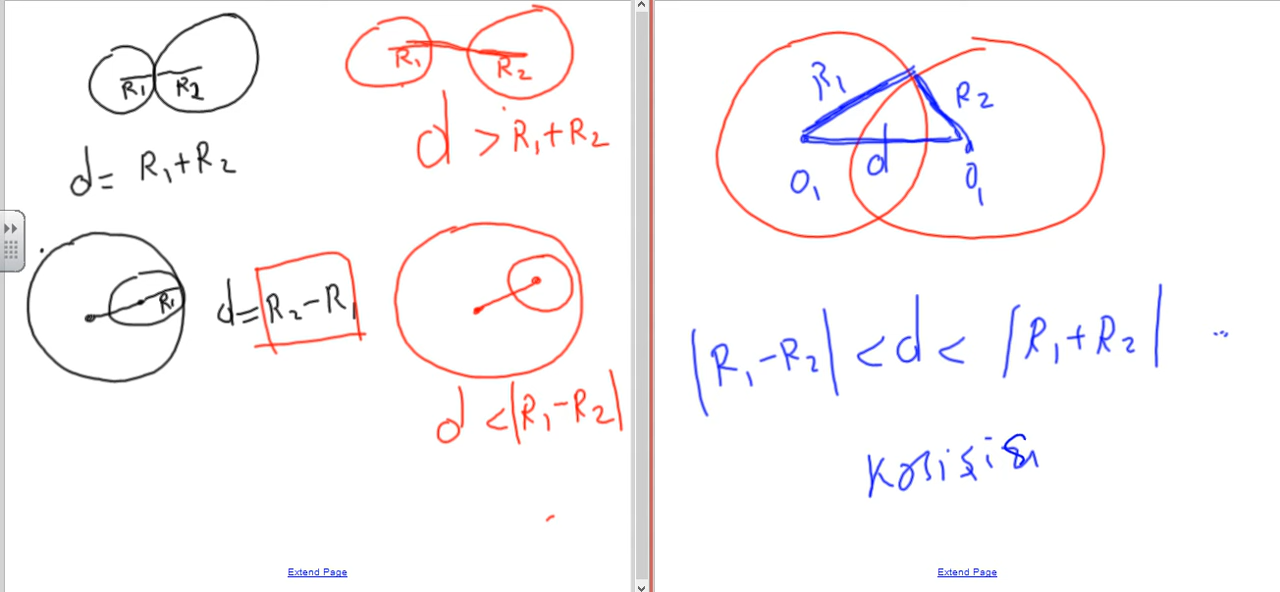 R₁ R₂
d = R₁ + R₂
R₁ R₂
d > R₁ + R₂
R₁
d = R₂ - R₁
d < |R₁ - R₂|
Extend Page
R₁ R₂
d
O₁ O₁
|R₁ - R₂| < d < |R₁ + R₂| ..
Extend Page